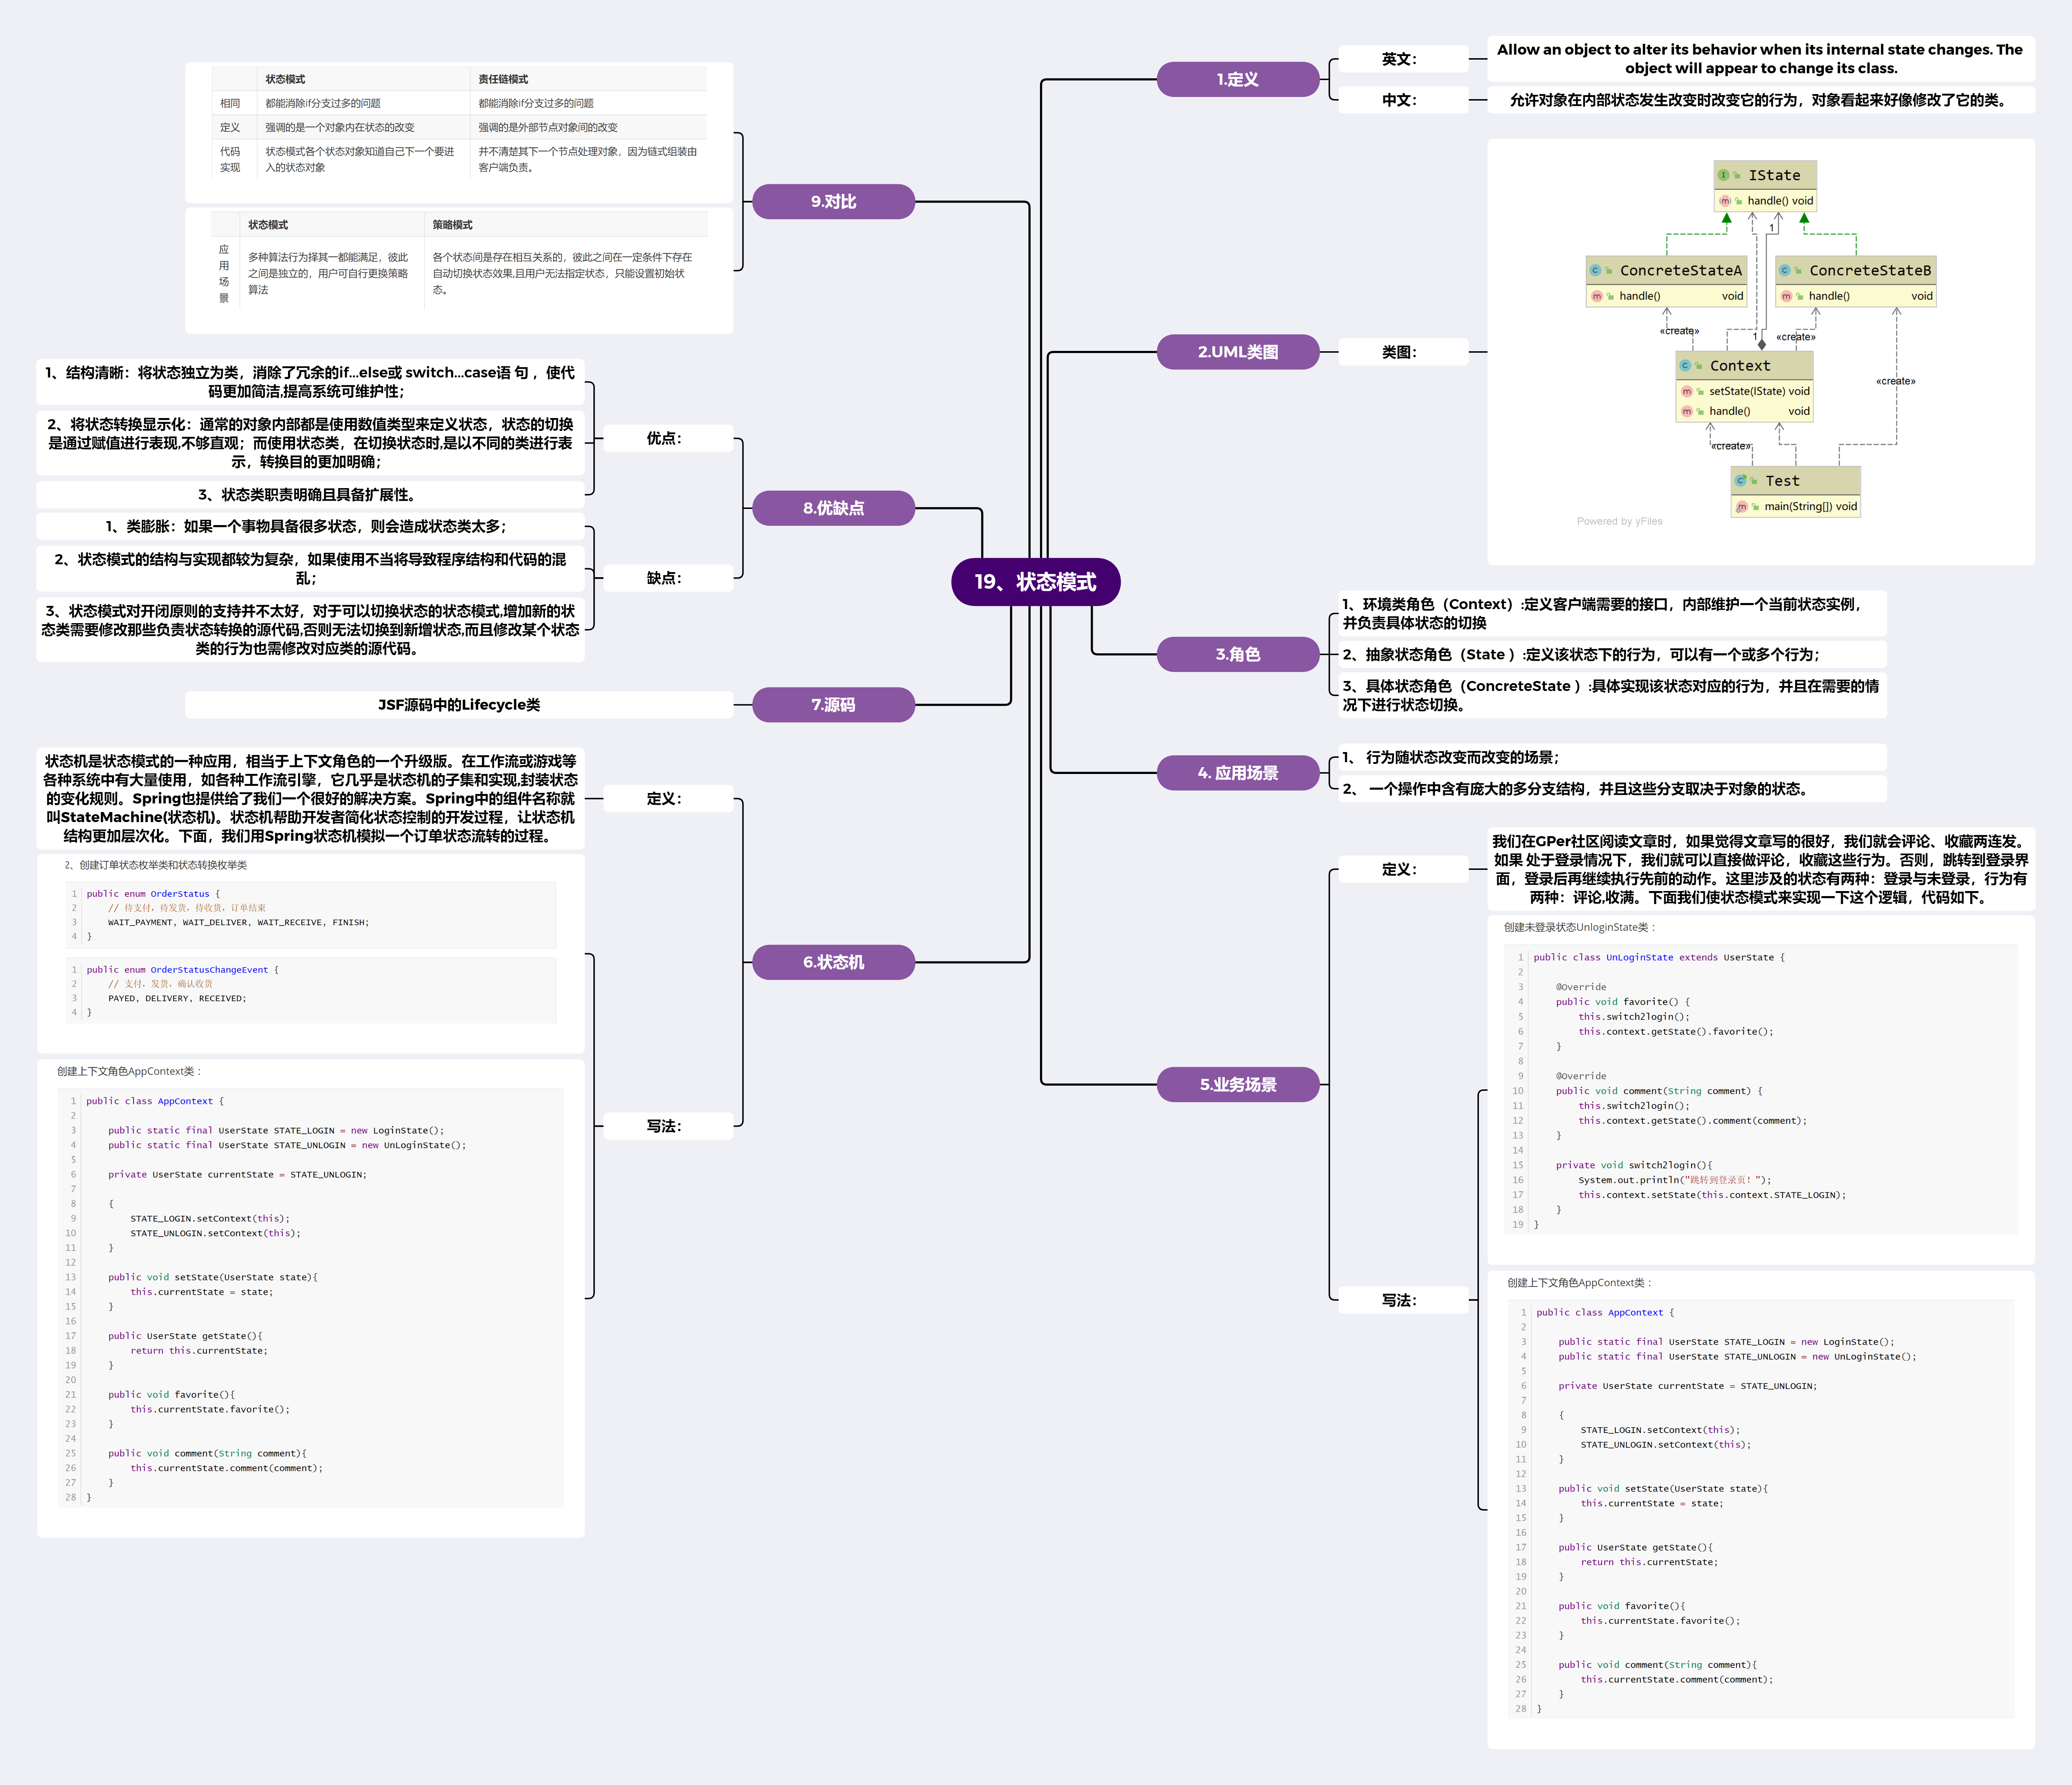 19、状态模式
1.定义
英文：
Allow an object to alter its behavior when its internal state changes. The
object will appear to change its class.
中文：
允许对象在内部状态发生改变时改变它的行为，对象看起来好像修改了它的类。
2.UML类图
类图：
IState
handle() void
1
ConcreteStateA
handle() void
ConcreteStateB
handle() void
«create»
1
«create»
Context
setState(IState) void
handle() void
«create»
«create»
Test
main(String[]) void
Powered by yFiles
3.角色
1、环境类角色（Context）:定义客户端需要的接口，内部维护一个当前状态实例，
并负责具体状态的切换
2、抽象状态角色（State ）:定义该状态下的行为，可以有一个或多个行为；
3、具体状态角色（ConcreteState ）:具体实现该状态对应的行为，并且在需要的情
况下进行状态切换。
4. 应用场景
1、 行为随状态改变而改变的场景；
2、 一个操作中含有庞大的多分支结构，并且这些分支取决于对象的状态。
5.业务场景
定义：
我们在GPer社区阅读文章时，如果觉得文章写的很好，我们就会评论、收藏两连发。
如果 处于登录情况下，我们就可以直接做评论，收藏这些行为。否则，跳转到登录界
面，登录后再继续执行先前的动作。这里涉及的状态有两种：登录与未登录，行为有
两种：评论,收满。下面我们使状态模式来实现一下这个逻辑，代码如下。
写法：
创建未登录状态UnloginState类：
1 public class UnLoginState extends UserState {
2
3 @Override
4 public void favorite() {
5 this.switch2login();
6 this.context.getState().favorite();
7 }
8
9 @Override
10 public void comment(String comment) {
11 this.switch2login();
12 this.context.getState().comment(comment);
13 }
14
15 private void switch2login(){
16 System.out.println("跳转到登录页！");
17 this.context.setState(this.context.STATE_LOGIN);
18 }
19 }
创建上下文角色AppContext类：
1 public class AppContext {
2
3 public static final UserState STATE_LOGIN = new LoginState();
4 public static final UserState STATE_UNLOGIN = new UnLoginState();
5
6 private UserState currentState = STATE_UNLOGIN;
7
8 {
9 STATE_LOGIN.setContext(this);
10 STATE_UNLOGIN.setContext(this);
11 }
12
13 public void setState(UserState state){
14 this.currentState = state;
15 }
16
17 public UserState getState(){
18 return this.currentState;
19 }
20
21 public void favorite(){
22 this.currentState.favorite();
23 }
24
25 public void comment(String comment){
26 this.currentState.comment(comment);
27 }
28 }
6.状态机
定义：
状态机是状态模式的一种应用，相当于上下文角色的一个升级版。在工作流或游戏等
各种系统中有大量使用，如各种工作流引擎，它几乎是状态机的子集和实现,封装状态
的变化规则。Spring也提供给了我们一个很好的解决方案。Spring中的组件名称就
叫StateMachine(状态机)。状态机帮助开发者简化状态控制的开发过程，让状态机
结构更加层次化。下面，我们用Spring状态机模拟一个订单状态流转的过程。
写法：
2、创建订单状态枚举类和状态转换枚举类
1 public enum OrderStatus {
2 // 待支付，待发货，待收货，订单结束
3 WAIT_PAYMENT, WAIT_DELIVER, WAIT_RECEIVE, FINISH;
4 }
1 public enum OrderStatusChangeEvent {
2 // 支付，发货，确认收货
3 PAYED, DELIVERY, RECEIVED;
4 }
创建上下文角色AppContext类：
1 public class AppContext {
2
3 public static final UserState STATE_LOGIN = new LoginState();
4 public static final UserState STATE_UNLOGIN = new UnLoginState();
5
6 private UserState currentState = STATE_UNLOGIN;
7
8 {
9 STATE_LOGIN.setContext(this);
10 STATE_UNLOGIN.setContext(this);
11 }
12
13 public void setState(UserState state){
14 this.currentState = state;
15 }
16
17 public UserState getState(){
18 return this.currentState;
19 }
20
21 public void favorite(){
22 this.currentState.favorite();
23 }
24
25 public void comment(String comment){
26 this.currentState.comment(comment);
27 }
28 }
7.源码
JSF源码中的Lifecycle类
8.优缺点
优点：
1、结构清晰：将状态独立为类，消除了冗余的if...else或 switch...case语 句 ，使代
码更加简洁,提高系统可维护性；
2、将状态转换显示化：通常的对象内部都是使用数值类型来定义状态，状态的切换
是通过赋值进行表现,不够直观；而使用状态类，在切换状态时,是以不同的类进行表
示，转换目的更加明确；
3、状态类职责明确且具备扩展性。
缺点：
1、类膨胀：如果一个事物具备很多状态，则会造成状态类太多；
2、状态模式的结构与实现都较为复杂，如果使用不当将导致程序结构和代码的混
乱；
3、状态模式对开闭原则的支持并不太好，对于可以切换状态的状态模式,增加新的状
态类需要修改那些负责状态转换的源代码,否则无法切换到新增状态,而且修改某个状态
类的行为也需修改对应类的源代码。
9.对比
状态模式 责任链模式
相同 都能消除if分支过多的问题 都能消除if分支过多的问题
定义 强调的是一个对象内在状态的改变 强调的是外部节点对象间的改变
代码 状态模式各个状态对象知道自己下一个要进 并不清楚其下一个节点处理对象，因为链式组装由
实现 入的状态对象 客户端负责。
状态模式 策略模式
应
用 多种算法行为择其一都能满足，彼此 各个状态间是存在相互关系的，彼此之间在一定条件下存在
场 之间是独立的，用户可自行更换策略 自动切换状态效果,且用户无法指定状态，只能设置初始状
景 算法 态。